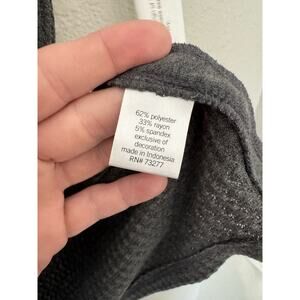 62% polyester
33% rayon
5% spandex
exclusive of
decoration
made in Indonesia
RN# 73277